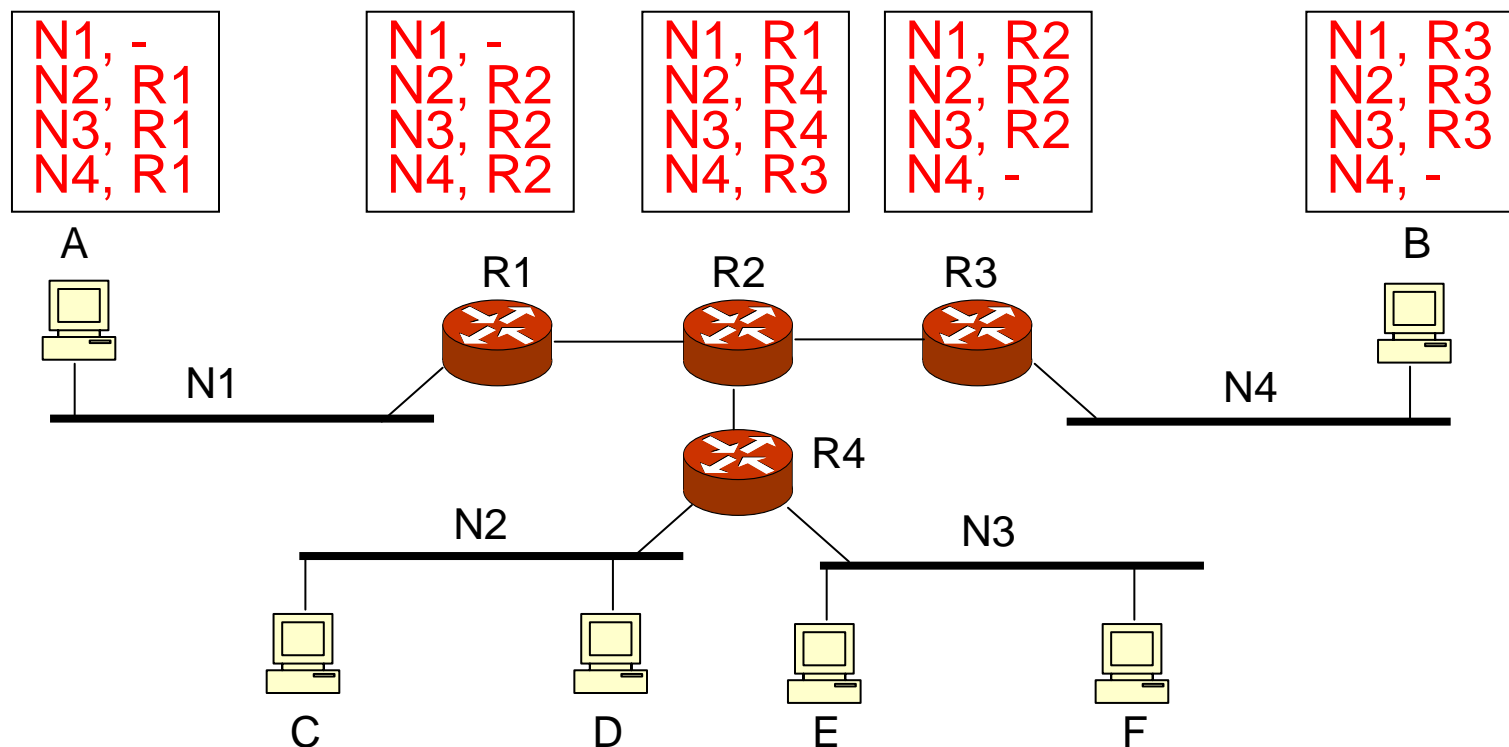 N1, -
N2, R1
N3, R1
N4, R1
N1, -
N2, R2
N3, R2
N4, R2
N1, R1
N2, R4
N3, R4
N4, R3
N1, R2
N2, R2
N3, R2
N4, -
N1, R3
N2, R3
N3, R3
N4, -
A
B
R1
R2
R3
N1
N4
R4
N2
N3
C
D
E
F